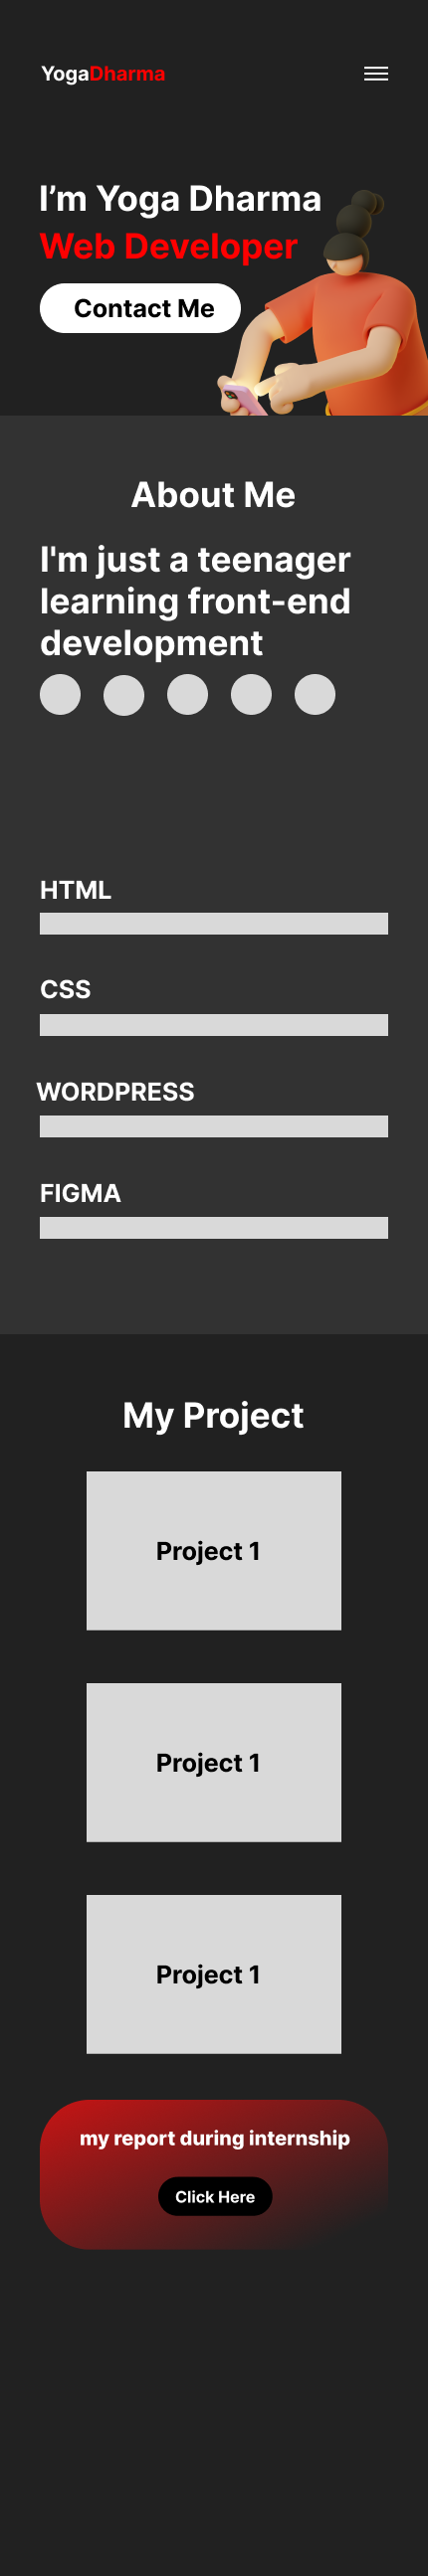 YogaDharma
I’m Yoga Dharma
Web Developer
Contact Me
About Me
I'm just a teenager
learning front-end
development
HTML
CSS
WORDPRESS
FIGMA
My Project
Project 1
Project 1
Project 1
my report during internship
Click Here